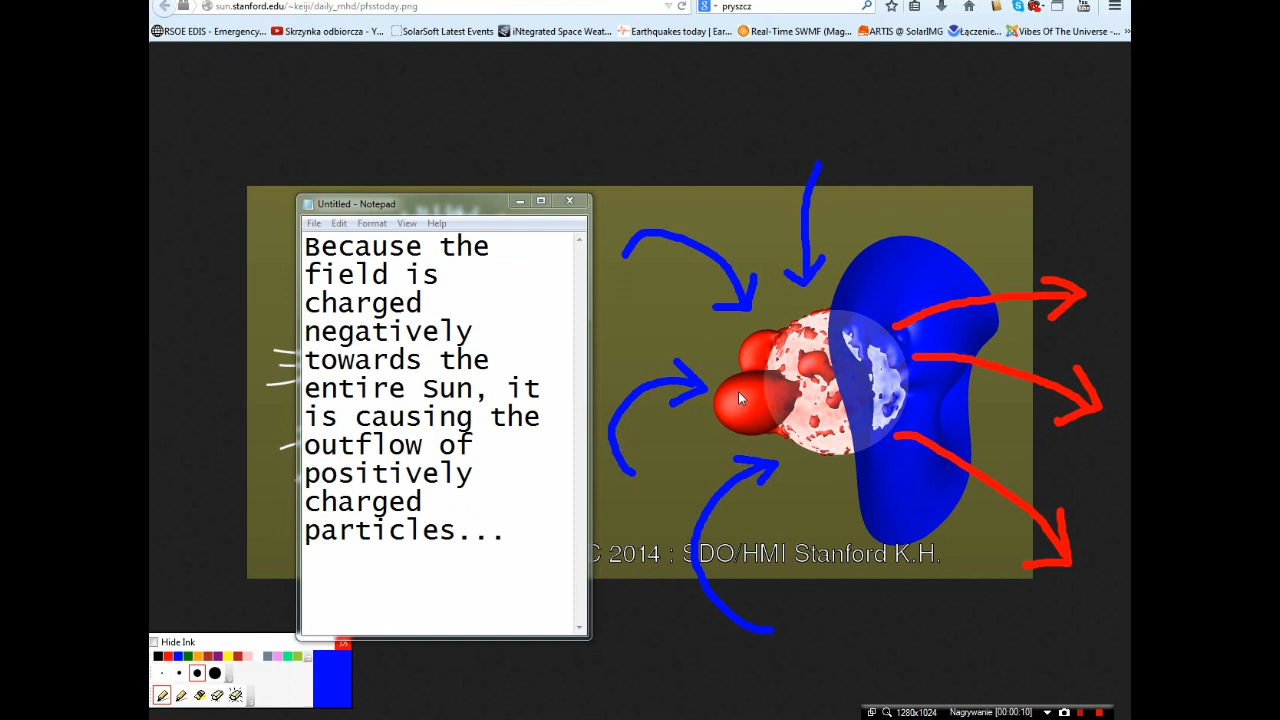 sun.stanford.edu/~keiji/daily_mhd/pfsstoday.png
pryszcz
RSOE EDIS - Emergency...
Skrzynka odbiorcza - Y...
SolarSoft Latest Events
iNtegrated Space Weat...
Earthquakes today | Ear...
Real-Time SWMF (Mag...
ARTIS @ SolarIMG
Łączenie...
Vibes Of The Universe -...
Untitled - Notepad
File Edit Format View Help
Because the
field is
charged
negatively
towards the
entire Sun, it
is causing the
outflow of
positively
charged
particles...
C 2014 : SDO/HMI Stanford K.H.
Hide Ink
1280x1024 Nagrywanie [00:00:10]